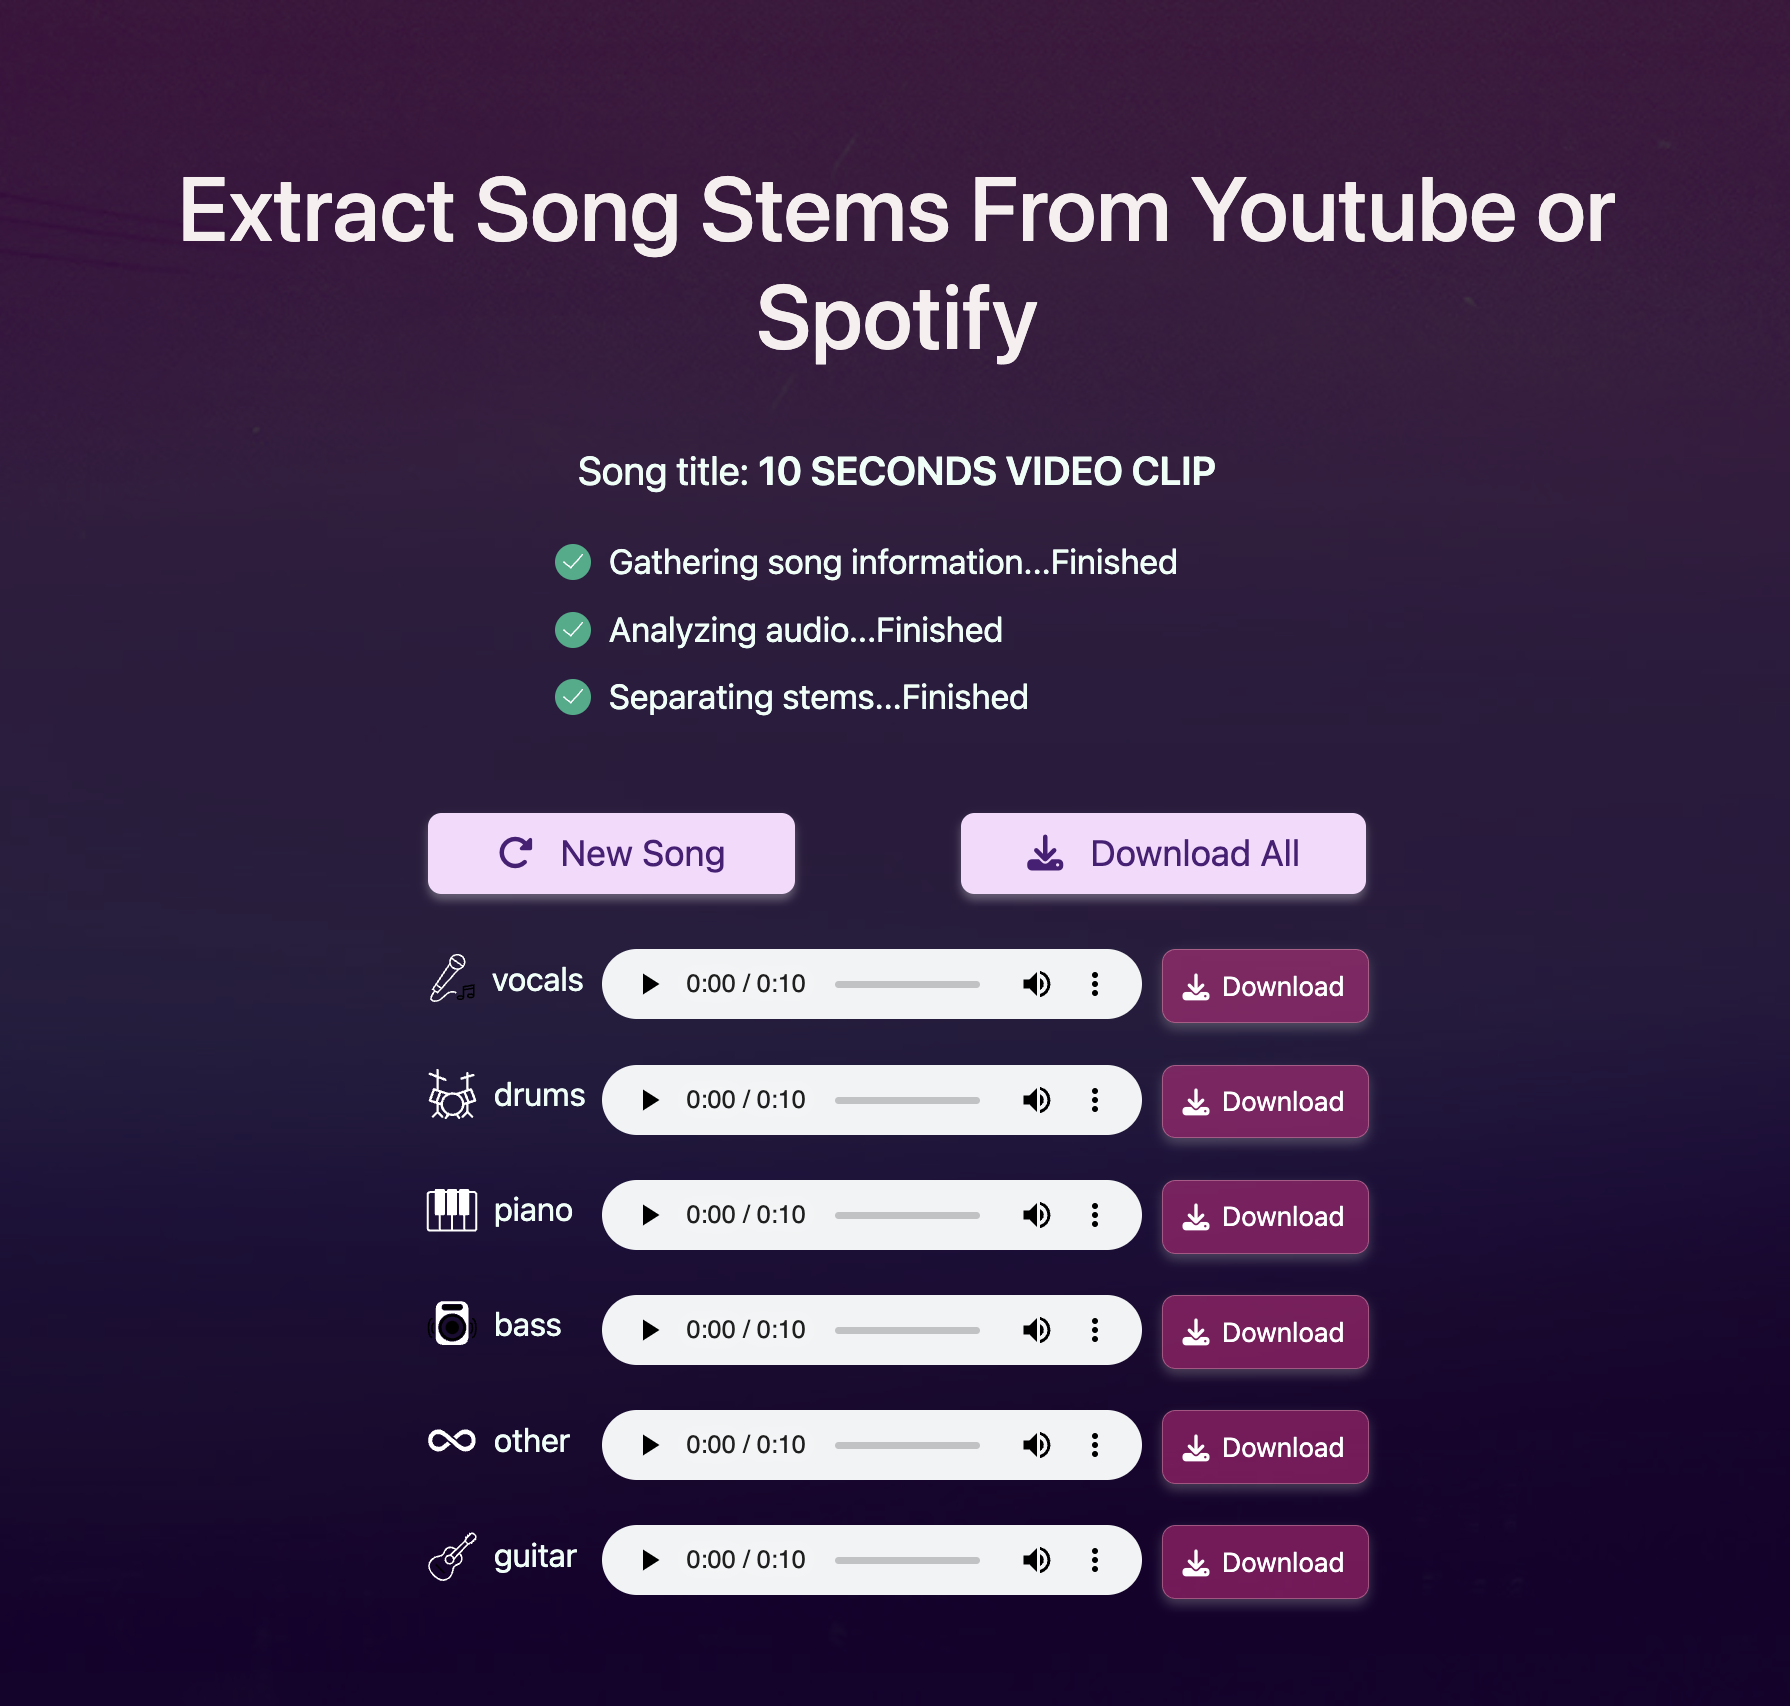 Extract Song Stems From Youtube or
Spotify
Song title: 10 SECONDS VIDEO CLIP
Gathering song information...Finished
Analyzing audio...Finished
Separating stems...Finished
New Song
Download All
vocals 0:00 / 0:10 Download
drums 0:00 / 0:10 Download
piano 0:00 / 0:10 Download
bass 0:00 / 0:10 Download
other 0:00 / 0:10 Download
guitar 0:00 / 0:10 Download